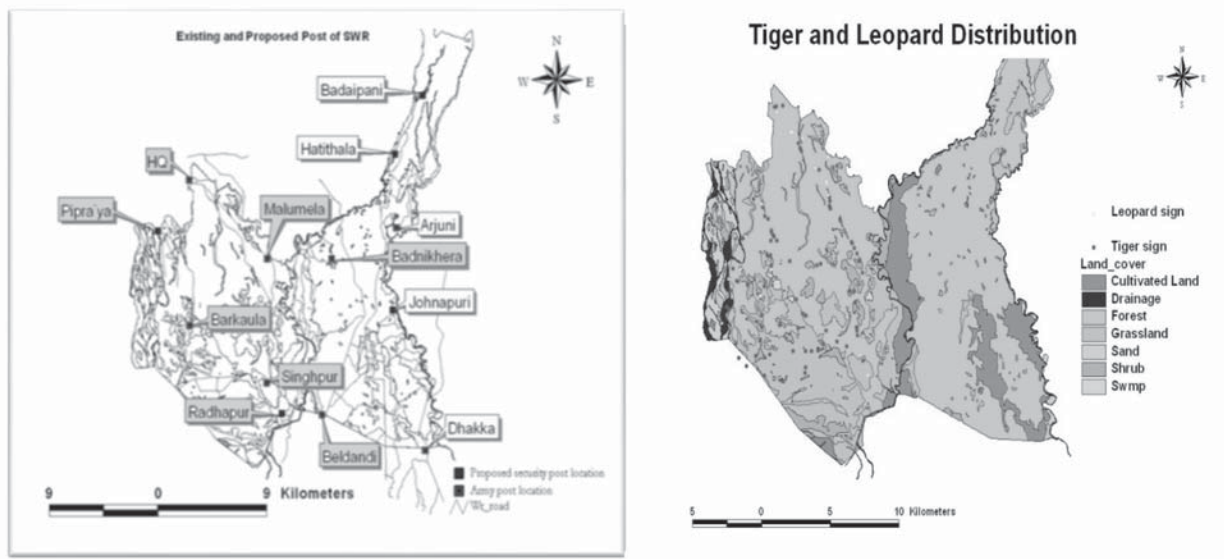 Existing and Proposed Post of SWR
N
W E
S
Badaipani
Hatithala
HQ
Pipra'ya
Malumela
Arjuni
Badnikhera
Johnapuri
Barkaula
Singhpur
Radhapur
Dhakka
Beldandi
Proposed security post location
Army post location
Wr_road
9 0 9 Kilometers
Tiger and Leopard Distribution
N
W E
S
Leopard sign
Tiger sign
Land_cover
Cultivated Land
Drainage
Forest
Grassland
Sand
Shrub
Swmp
5 0 5 10 Kilometers